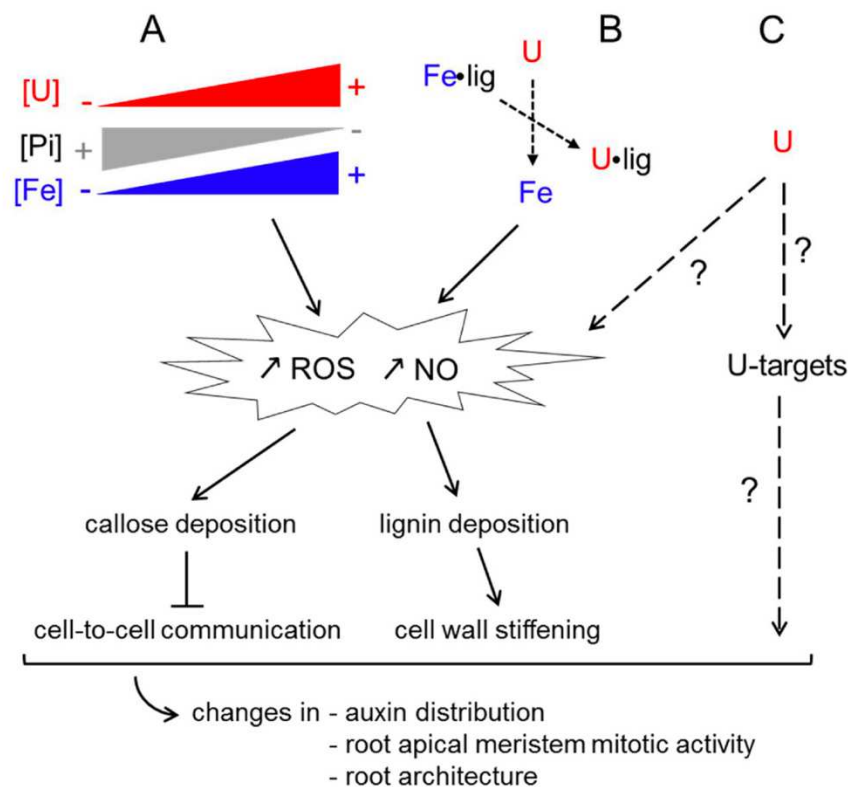 A
B
C
[U] - +
[Pi] + -
[Fe] - +
Fe•lig
U
U•lig
Fe
U
?
?
↗ ROS ↗ NO
U-targets
?
callose deposition
lignin deposition
cell-to-cell communication
cell wall stiffening
changes in - auxin distribution
- root apical meristem mitotic activity
- root architecture